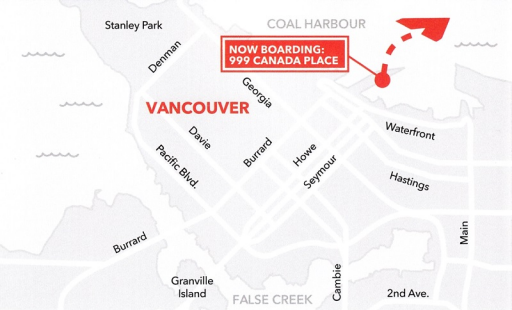 Stanley Park
COAL HARBOUR
NOW BOARDING:
999 CANADA PLACE
Denman
Georgia
VANCOUVER
Waterfront
Davie
Burrard
Howe
Seymour
Pacific Blvd.
Hastings
Main
Burrard
Granville
Island
FALSE CREEK
Cambie
2nd Ave.